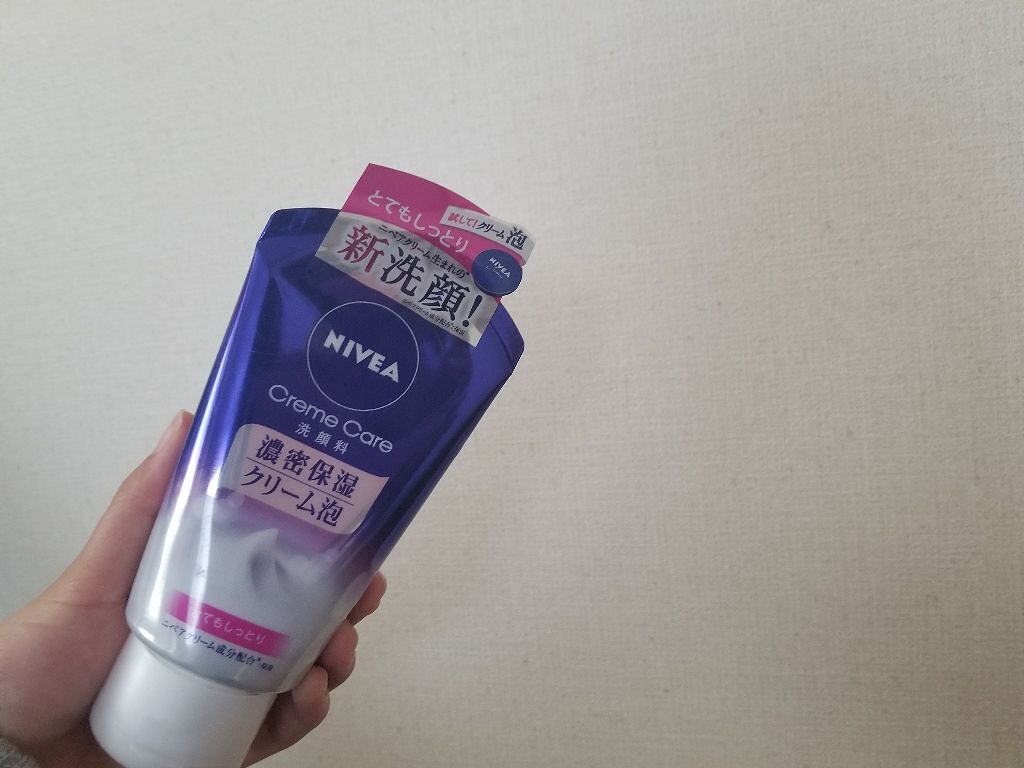 とてもしっとり
試して!クリーム泡
ニベアクリーム生まれの*
新洗顔!
NIVEA
NIVEA
Creme Care
洗顔料
濃密保湿
クリーム泡
とてもしっとり
ニベアクリーム成分配合*保湿